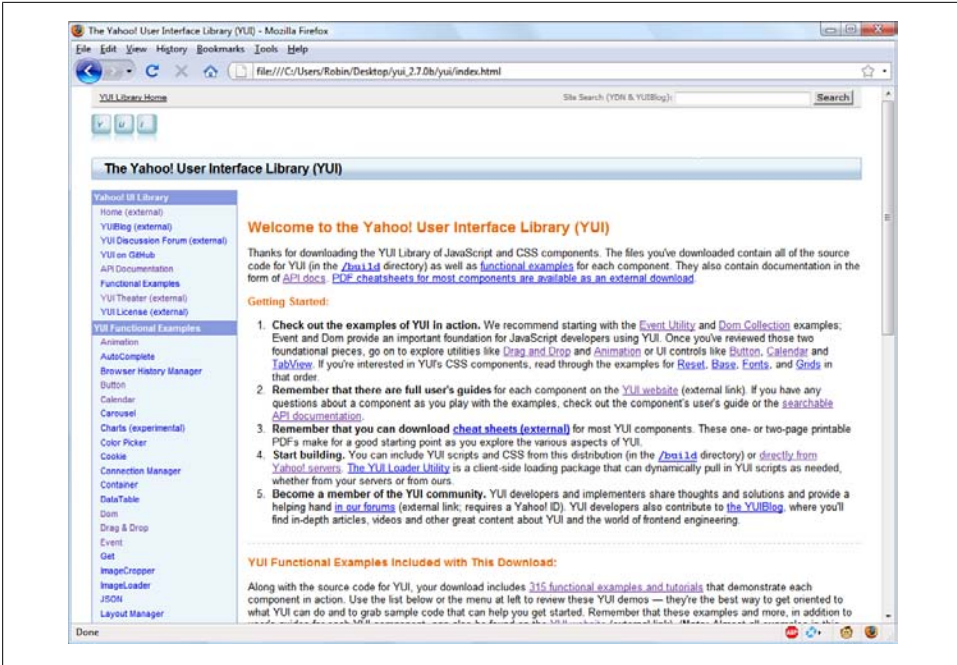 The Yahoo! User Interface Library (YUI) - Mozilla Firefox
File Edit View History Bookmarks Tools Help
file:///C:/Users/Robin/Desktop/yui_2.7.0b/yui/index.html
YUI Library Home
Site Search (YDN & YUIBlog):
Search
Y U I
The Yahoo! User Interface Library (YUI)
Yahoo! UI Library
Home (external)
YUIBlog (external)
YUI Discussion Forum (external)
YUI on GitHub
API Documentation
Functional Examples
YUI Theater (external)
YUI License (external)
YUI Functional Examples
Animation
AutoComplete
Browser History Manager
Button
Calendar
Carousel
Charts (experimental)
Color Picker
Cookie
Connection Manager
Container
DataTable
Dom
Drag & Drop
Event
Get
ImageCropper
ImageLoader
JSON
Layout Manager
Welcome to the Yahoo! User Interface Library (YUI)
Thanks for downloading the YUI Library of JavaScript and CSS components. The files you've downloaded contain all of the source
code for YUI (in the /build directory) as well as functional examples for each component. They also contain documentation in the
form of API docs. PDF cheatsheets for most components are available as an external download.
Getting Started:
1. Check out the examples of YUI in action. We recommend starting with the Event Utility and Dom Collection examples;
Event and Dom provide an important foundation for JavaScript developers using YUI. Once you've reviewed those two
foundational pieces, go on to explore utilities like Drag and Drop and Animation or UI controls like Button, Calendar and
TabView. If you're interested in YUI's CSS components, read through the examples for Reset, Base, Fonts, and Grids in
that order.
2. Remember that there are full user's guides for each component on the YUI website (external link). If you have any
questions about a component as you play with the examples, check out the component's user's guide or the searchable
API documentation.
3. Remember that you can download cheat sheets (external) for most YUI components. These one- or two-page printable
PDFs make for a good starting point as you explore the various aspects of YUI.
4. Start building. You can include YUI scripts and CSS from this distribution (in the /build directory) or directly from
Yahoo! servers. The YUI Loader Utility is a client-side loading package that can dynamically pull in YUI scripts as needed,
whether from your servers or from ours.
5. Become a member of the YUI community. YUI developers and implementers share thoughts and solutions and provide a
helping hand in our forums (external link; requires a Yahoo! ID). YUI developers also contribute to the YUIBlog, where you'll
find in-depth articles, videos and other great content about YUI and the world of frontend engineering.
YUI Functional Examples Included with This Download:
Along with the source code for YUI, your download includes 315 functional examples and tutorials that demonstrate each
component in action. Use the list below or the menu at left to review these YUI demos — they're the best way to get oriented to
what YUI can do and to grab sample code that can help you get started. Remember that these examples and more, in addition to
Done
ABP